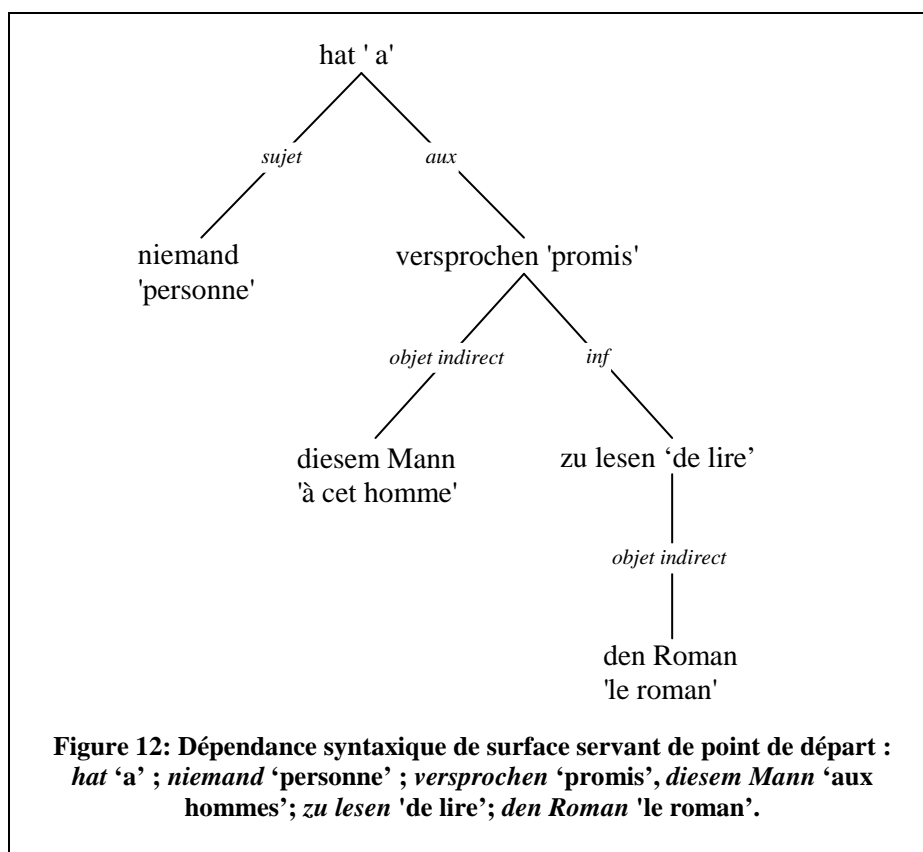 hat ' a'
sujet
aux
niemand
'personne'
versprochen 'promis'
objet indirect
inf
diesem Mann
'à cet homme'
zu lesen ‘de lire’
objet indirect
den Roman
'le roman'
Figure 12: Dépendance syntaxique de surface servant de point de départ :
hat ‘a’ ; niemand ‘personne’ ; versprochen ‘promis’, diesem Mann ‘aux
hommes’; zu lesen 'de lire'; den Roman 'le roman’.